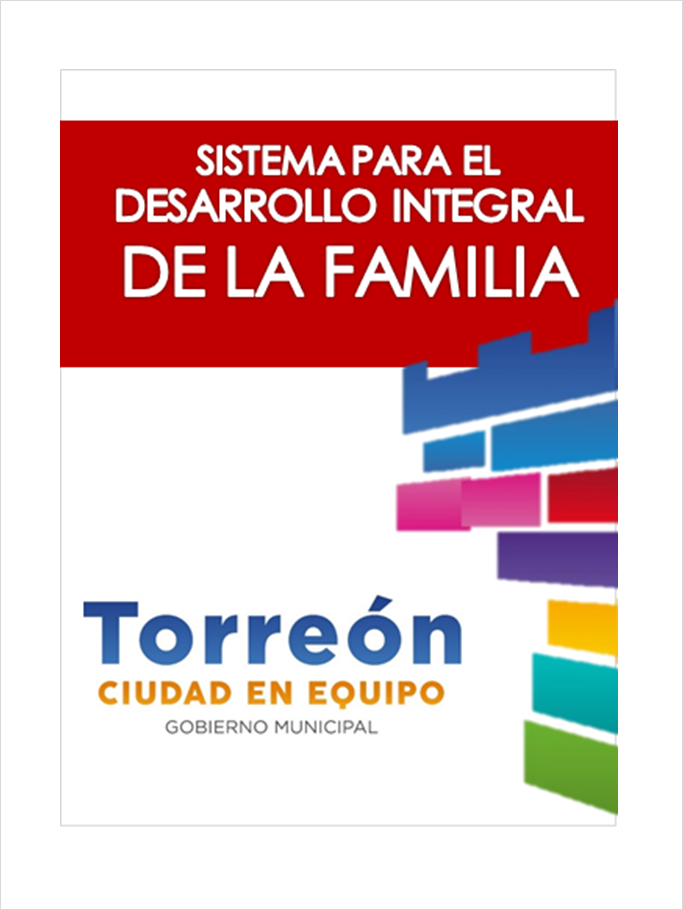 SISTEMA PARA EL
DESARROLLO INTEGRAL
DE LA FAMILIA
Torreón
CIUDAD EN EQUIPO
GOBIERNO MUNICIPAL